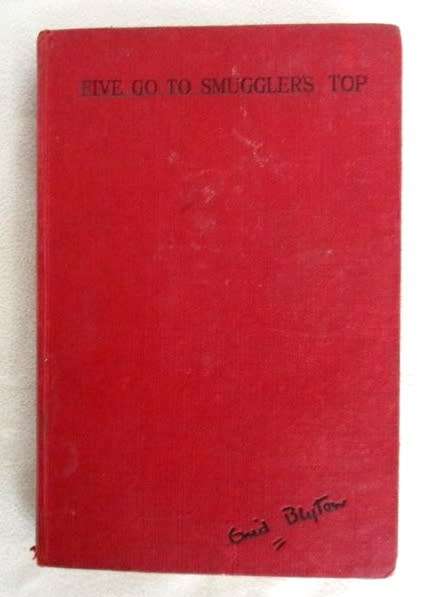 FIVE GO TO SMUGGLER'S TOP
Enid Blyton